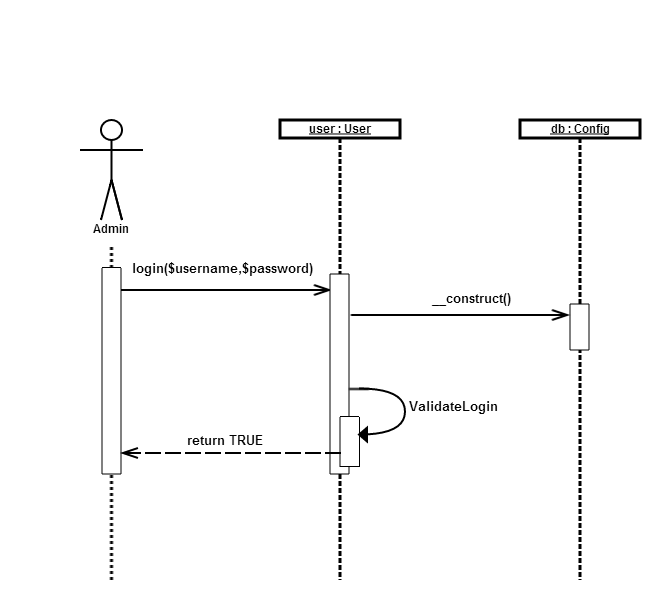 user : User
db : Config
Admin
login($username,$password)
__construct()
ValidateLogin
return TRUE